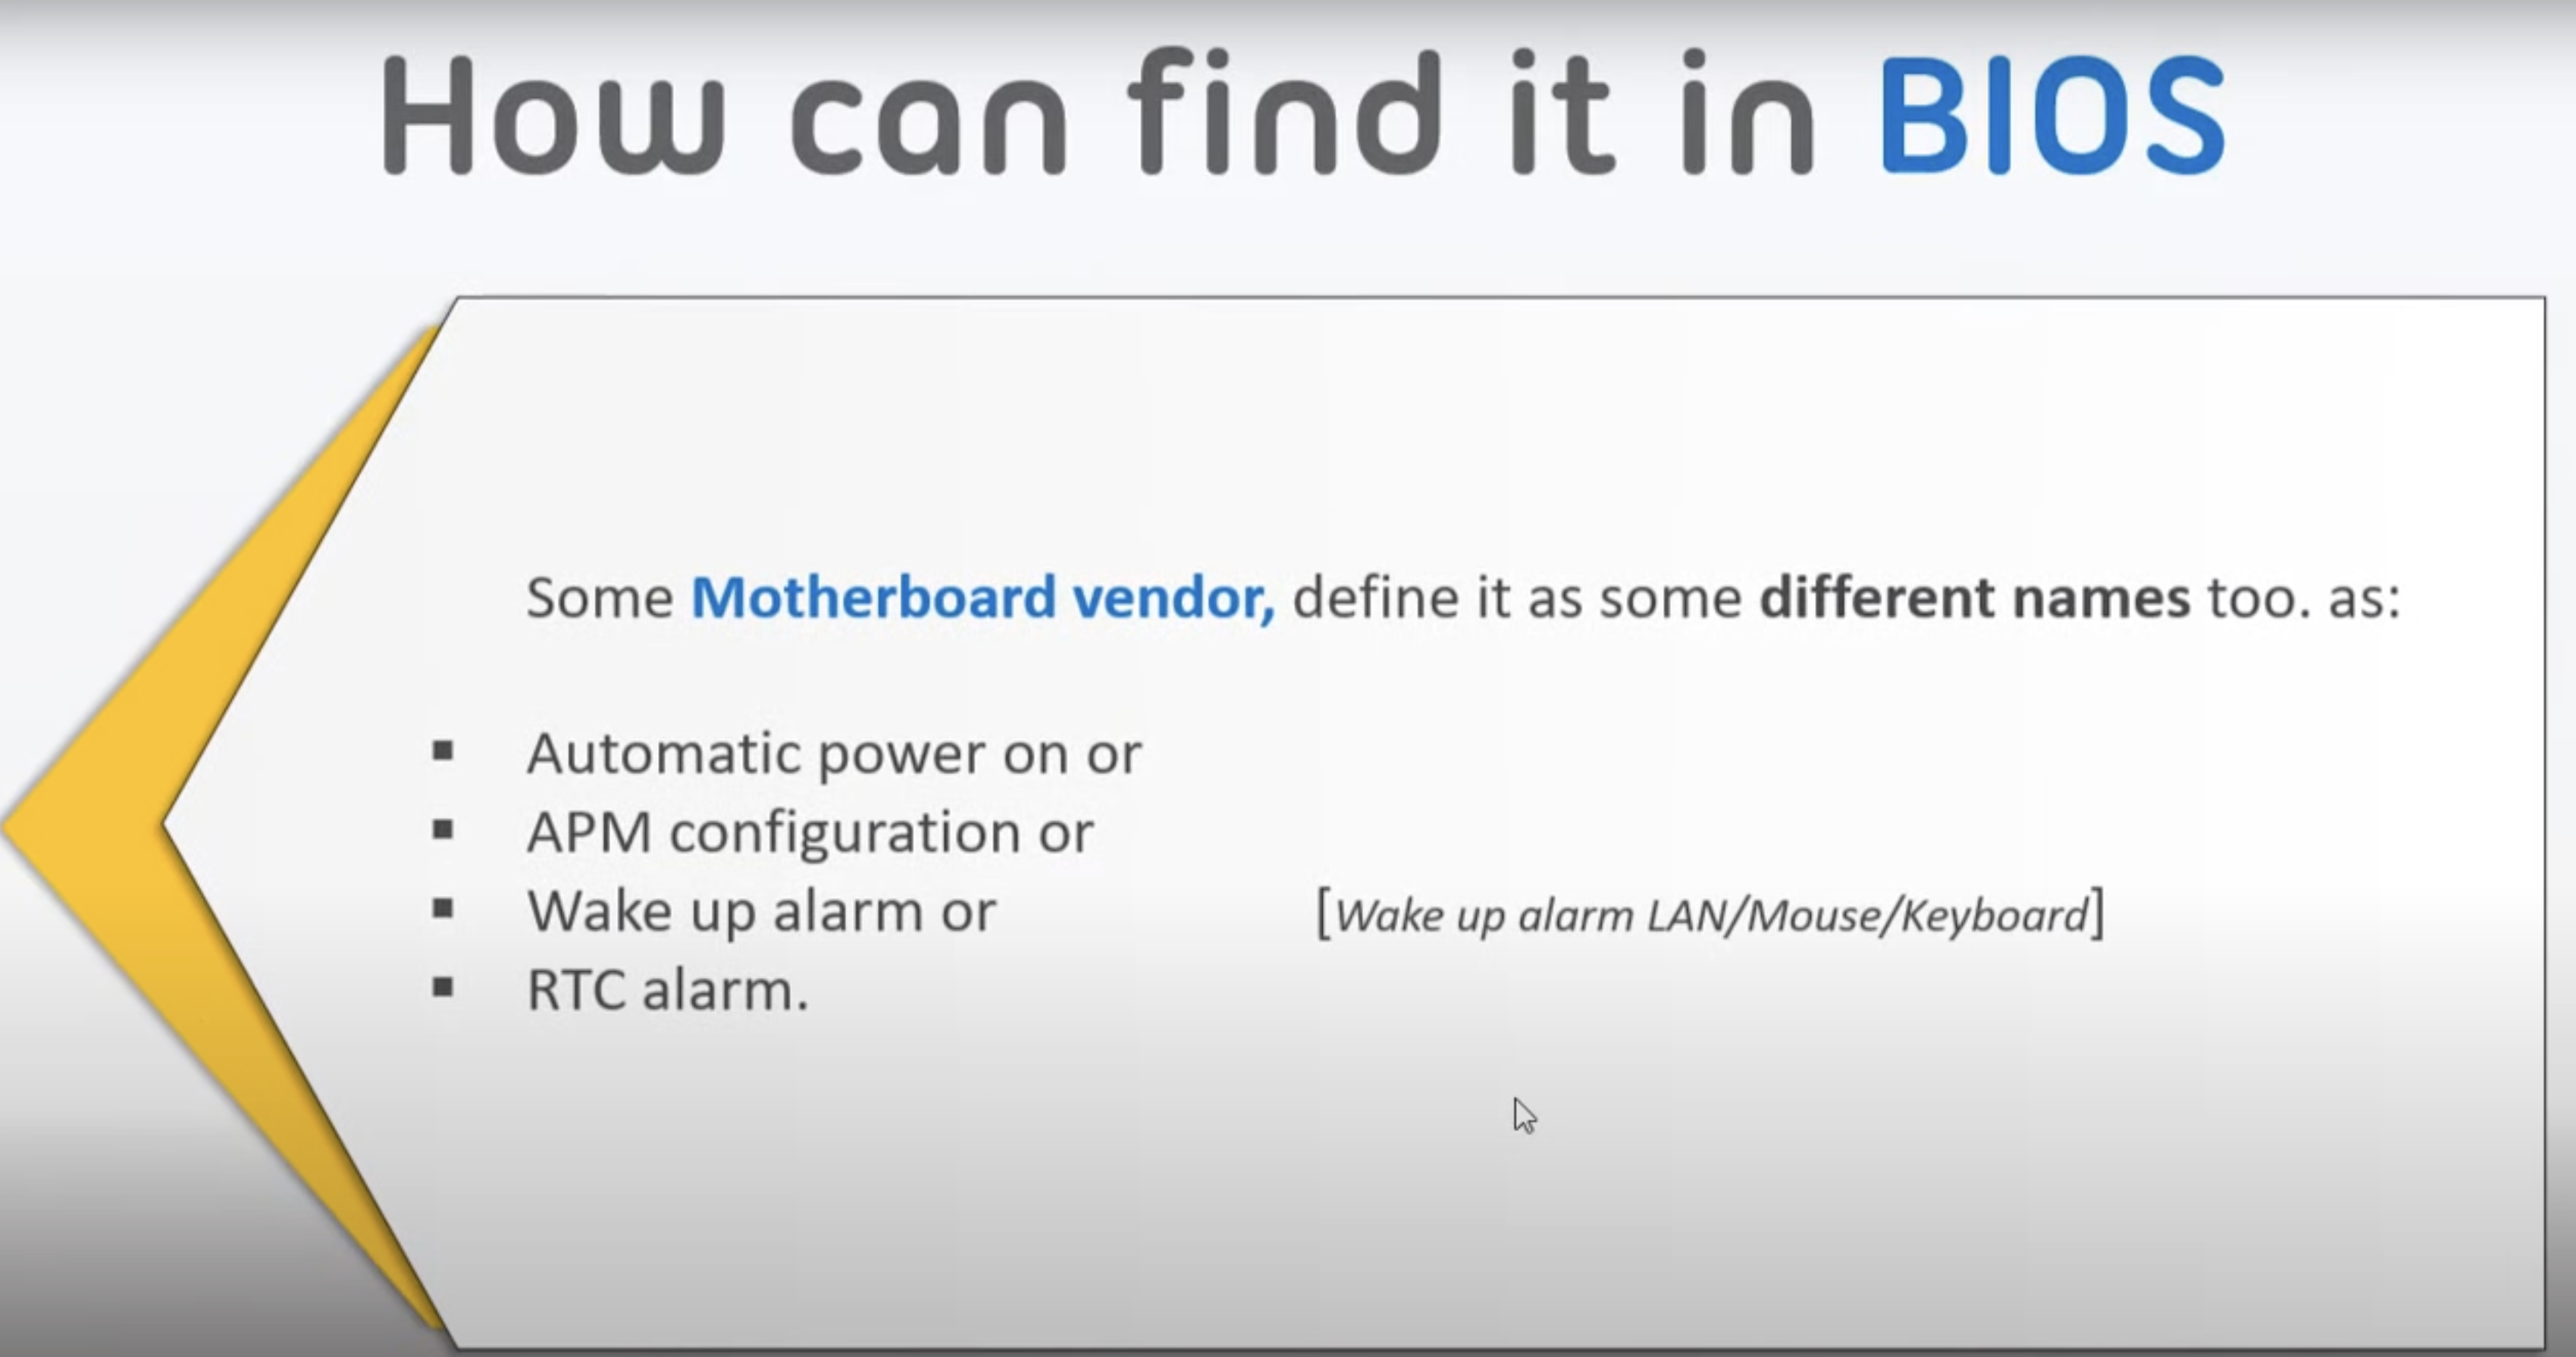 How can find it in BIOS
Some Motherboard vendor, define it as some different names too. as:
▪ Automatic power on or
▪ APM configuration or
▪ Wake up alarm or [Wake up alarm LAN/Mouse/Keyboard]
▪ RTC alarm.